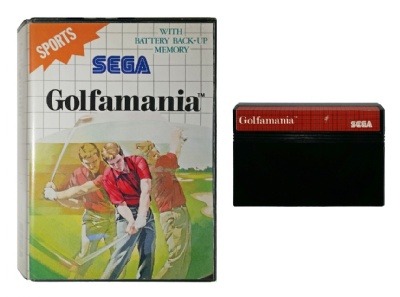 SPORTS
WITH
BATTERY BACK-UP
MEMORY
SEGA
Golfamania™
Golfamania™
SEGA